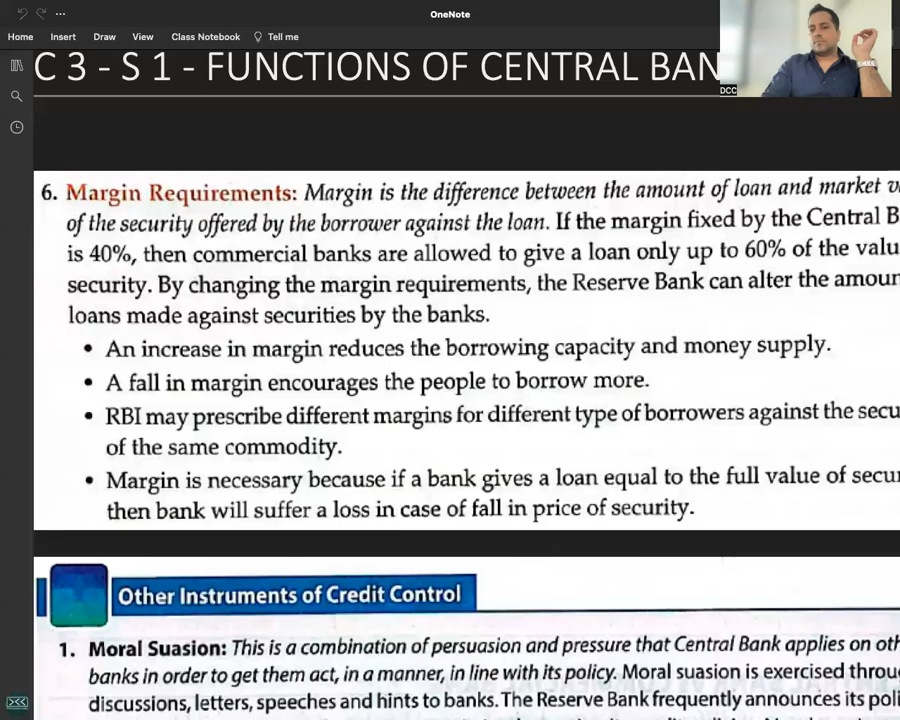 OneNote
Home Insert Draw View Class Notebook Tell me
C 3 - S 1 - FUNCTIONS OF CENTRAL BAN
DCC
6. Margin Requirements: Margin is the difference between the amount of loan and market v
of the security offered by the borrower against the loan. If the margin fixed by the Central B
is 40%, then commercial banks are allowed to give a loan only up to 60% of the valu
security. By changing the margin requirements, the Reserve Bank can alter the amoun
loans made against securities by the banks.
• An increase in margin reduces the borrowing capacity and money supply.
• A fall in margin encourages the people to borrow more.
• RBI may prescribe different margins for different type of borrowers against the secu
of the same commodity.
• Margin is necessary because if a bank gives a loan equal to the full value of secur
then bank will suffer a loss in case of fall in price of security.
Other Instruments of Credit Control
1. Moral Suasion: This is a combination of persuasion and pressure that Central Bank applies on oth
banks in order to get them act, in a manner, in line with its policy. Moral suasion is exercised throu
discussions, letters, speeches and hints to banks. The Reserve Bank frequently announces its poli